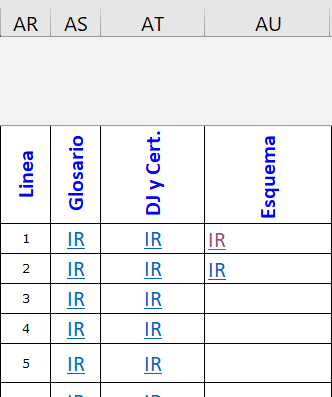 AR AS AT AU
Linea Glosario DJ y Cert. Esquema
1 IR IR IR
2 IR IR IR
3 IR IR
4 IR IR
5 IR IR